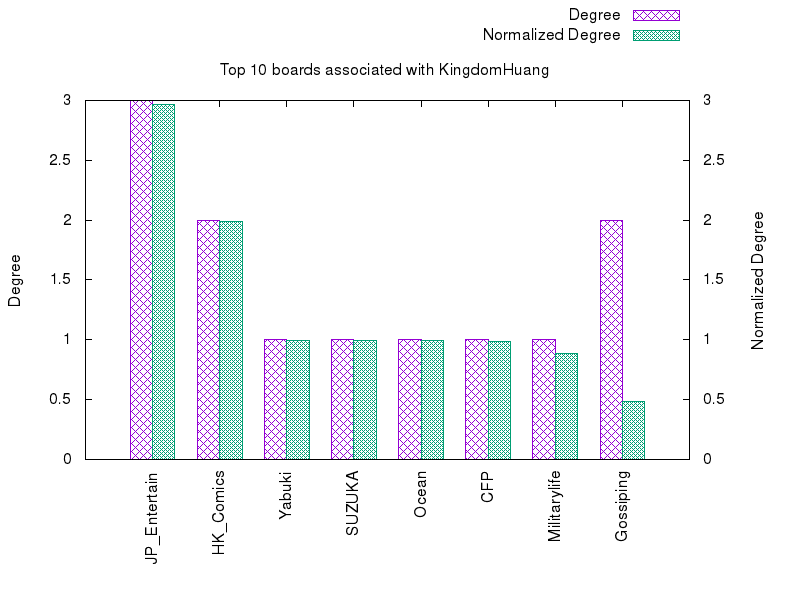 Degree
Normalized Degree
Top 10 boards associated with KingdomHuang
3
2.5
2
1.5
1
0.5
0
3
2.5
2
1.5
1
0.5
0
Degree
Normalized Degree
JP_Entertain
HK_Comics
Yabuki
SUZUKA
Ocean
CFP
Militarylife
Gossiping